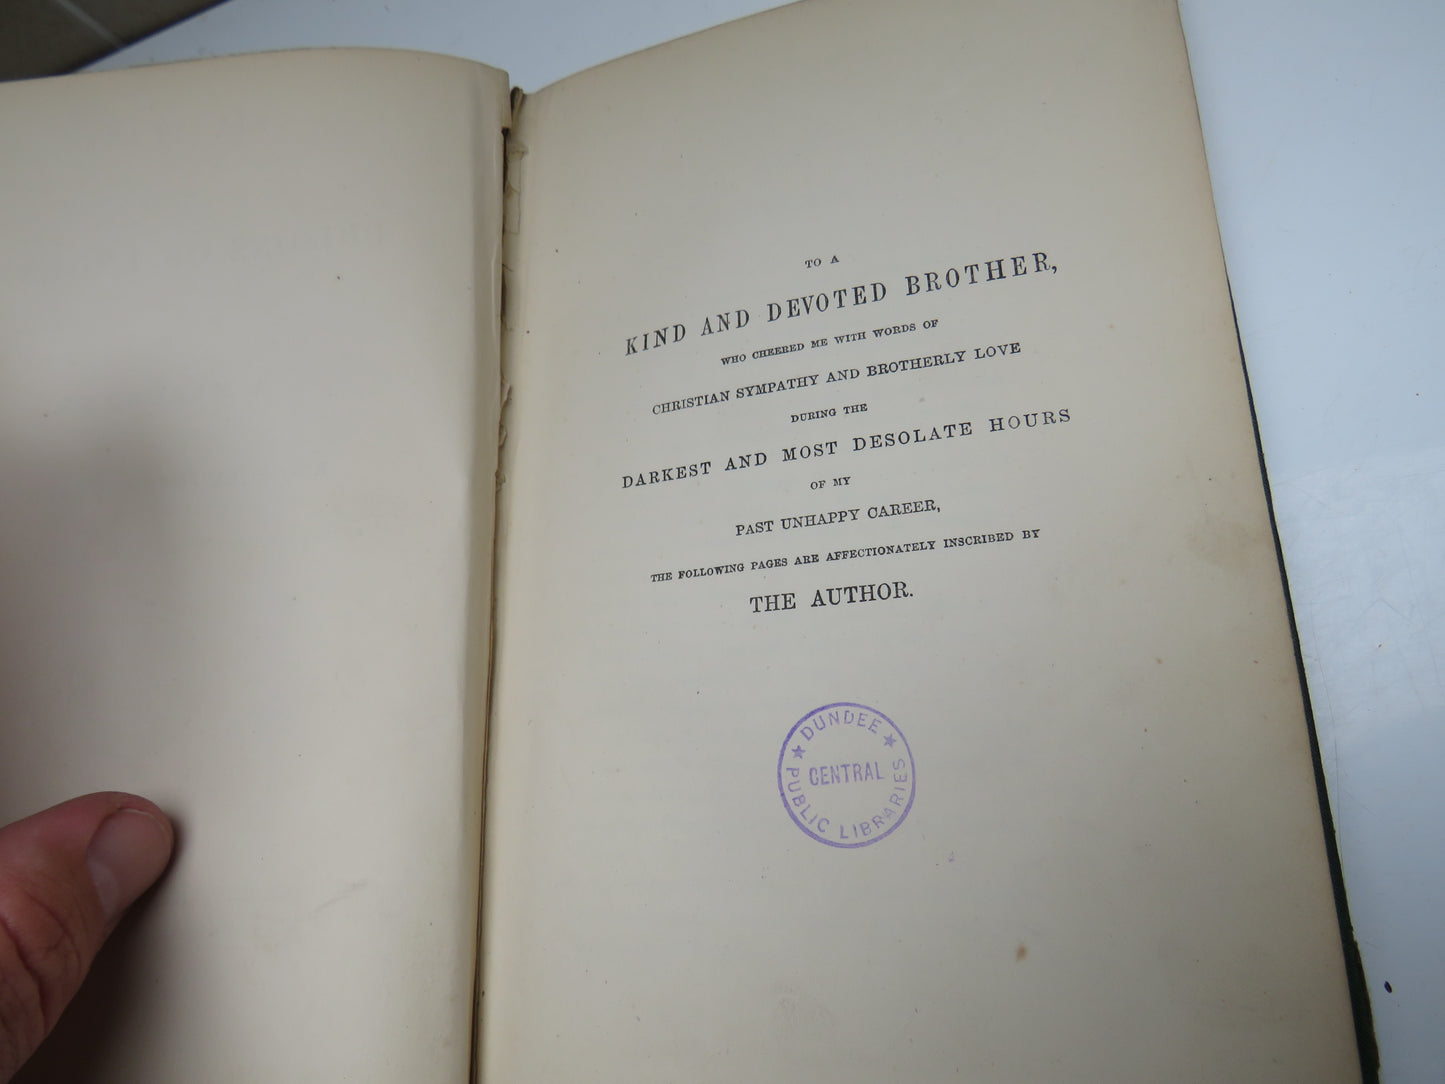 TO A
KIND AND DEVOTED BROTHER,
WHO CHEERED ME WITH WORDS OF
CHRISTIAN SYMPATHY AND BROTHERLY LOVE
DURING THE
DARKEST AND MOST DESOLATE HOURS
OF MY
PAST UNHAPPY CAREER,
THE FOLLOWING PAGES ARE AFFECTIONATELY INSCRIBED BY
THE AUTHOR.
DUNDEE
CENTRAL
PUBLIC LIBRARIES